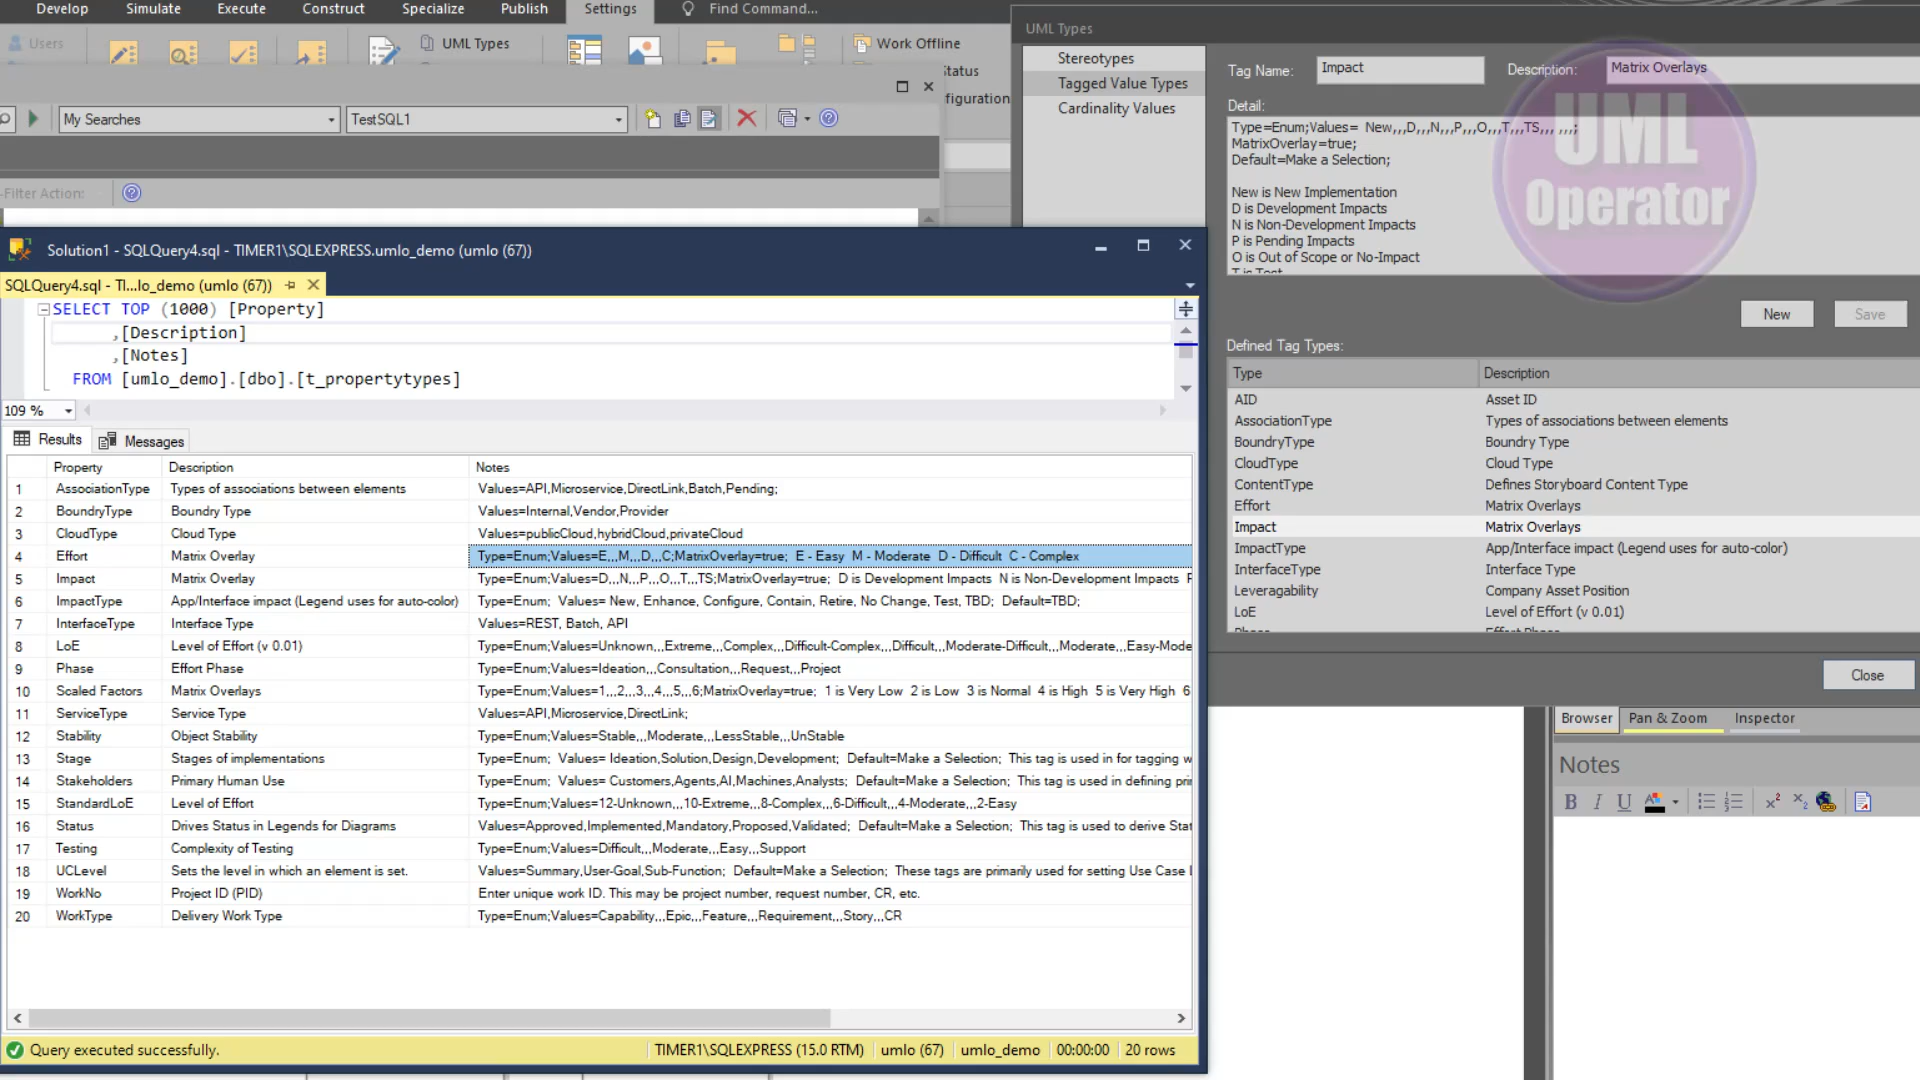 Develop Simulate Execute Construct Specialize Publish Settings Find Command...
Users UML Types Work Offline
My Searches TestSQL1
-Filter Action:
UML Types
Stereotypes
Tagged Value Types
Cardinality Values
Tag Name: Impact Description: Matrix Overlays
Detail:
Type=Enum;Values= New,,,D,,,N,,,P,,,O,,,T,,,TS,,, ,,,;
MatrixOverlay=true;
Default=Make a Selection;
New is New Implementation
D is Development Impacts
N is Non-Development Impacts
P is Pending Impacts
O is Out of Scope or No-Impact
T is Test
UML
Operator
New Save
Defined Tag Types:
Type Description
AID Asset ID
AssociationType Types of associations between elements
BoundryType Boundry Type
CloudType Cloud Type
ContentType Defines Storyboard Content Type
Effort Matrix Overlays
Impact Matrix Overlays
ImpactType App/Interface impact (Legend uses for auto-color)
InterfaceType Interface Type
Leveragability Company Asset Position
LoE Level of Effort (v 0.01)
Close
Browser Pan & Zoom Inspector
Notes
Solution1 - SQLQuery4.sql - TIMER1\SQLEXPRESS.umlo_demo (umlo (67))
SQLQuery4.sql - TI...lo_demo (umlo (67))
SELECT TOP (1000) [Property]
,[Description]
,[Notes]
FROM [umlo_demo].[dbo].[t_propertytypes]
109 %
Results Messages
Property Description Notes
1 AssociationType Types of associations between elements Values=API,Microservice,DirectLink,Batch,Pending;
2 BoundryType Boundry Type Values=Internal,Vendor,Provider
3 CloudType Cloud Type Values=publicCloud,hybridCloud,privateCloud
4 Effort Matrix Overlay Type=Enum;Values=E,,,M,,,D,,,C;MatrixOverlay=true; E - Easy M - Moderate D - Difficult C - Complex
5 Impact Matrix Overlay Type=Enum;Values=D,,,N,,,P,,,O,,,T,,,TS;MatrixOverlay=true; D is Development Impacts N is Non-Development Impacts P
6 ImpactType App/Interface impact (Legend uses for auto-color) Type=Enum; Values= New, Enhance, Configure, Contain, Retire, No Change, Test, TBD; Default=TBD;
7 InterfaceType Interface Type Values=REST, Batch, API
8 LoE Level of Effort (v 0.01) Type=Enum;Values=Unknown,,,Extreme,,,Complex,,,Difficult-Complex,,,Difficult,,,Moderate-Difficult,,,Moderate,,,Easy-Mode
9 Phase Effort Phase Type=Enum;Values=Ideation,,,Consultation,,,Request,,,Project
10 Scaled Factors Matrix Overlays Type=Enum;Values=1,,,2,,,3,,,4,,,5,,,6;MatrixOverlay=true; 1 is Very Low 2 is Low 3 is Normal 4 is High 5 is Very High 6
11 ServiceType Service Type Values=API,Microservice,DirectLink;
12 Stability Object Stability Type=Enum;Values=Stable,,,Moderate,,,LessStable,,,UnStable
13 Stage Stages of implementations Type=Enum; Values= Ideation,Solution,Design,Development; Default=Make a Selection; This tag is used in for tagging w
14 Stakeholders Primary Human Use Type=Enum; Values= Customers,Agents,AI,Machines,Analysts; Default=Make a Selection; This tag is used in defining pri
15 StandardLoE Level of Effort Type=Enum;Values=12-Unknown,,,10-Extreme,,,8-Complex,,,6-Difficult,,,4-Moderate,,,2-Easy
16 Status Drives Status in Legends for Diagrams Values=Approved,Implemented,Mandatory,Proposed,Validated; Default=Make a Selection; This tag is used to derive Stat
17 Testing Complexity of Testing Type=Enum;Values=Difficult,,,Moderate,,,Easy,,,Support
18 UCLevel Sets the level in which an element is set. Values=Summary,User-Goal,Sub-Function; Default=Make a Selection; These tags are primarily used for setting Use Case
19 WorkNo Project ID (PID) Enter unique work ID. This may be project number, request number, CR, etc.
20 WorkType Delivery Work Type Type=Enum;Values=Capability,,,Epic,,,Feature,,,Requirement,,,Story,,,CR
Query executed successfully. TIMER1\SQLEXPRESS (15.0 RTM) umlo (67) umlo_demo 00:00:00 20 rows